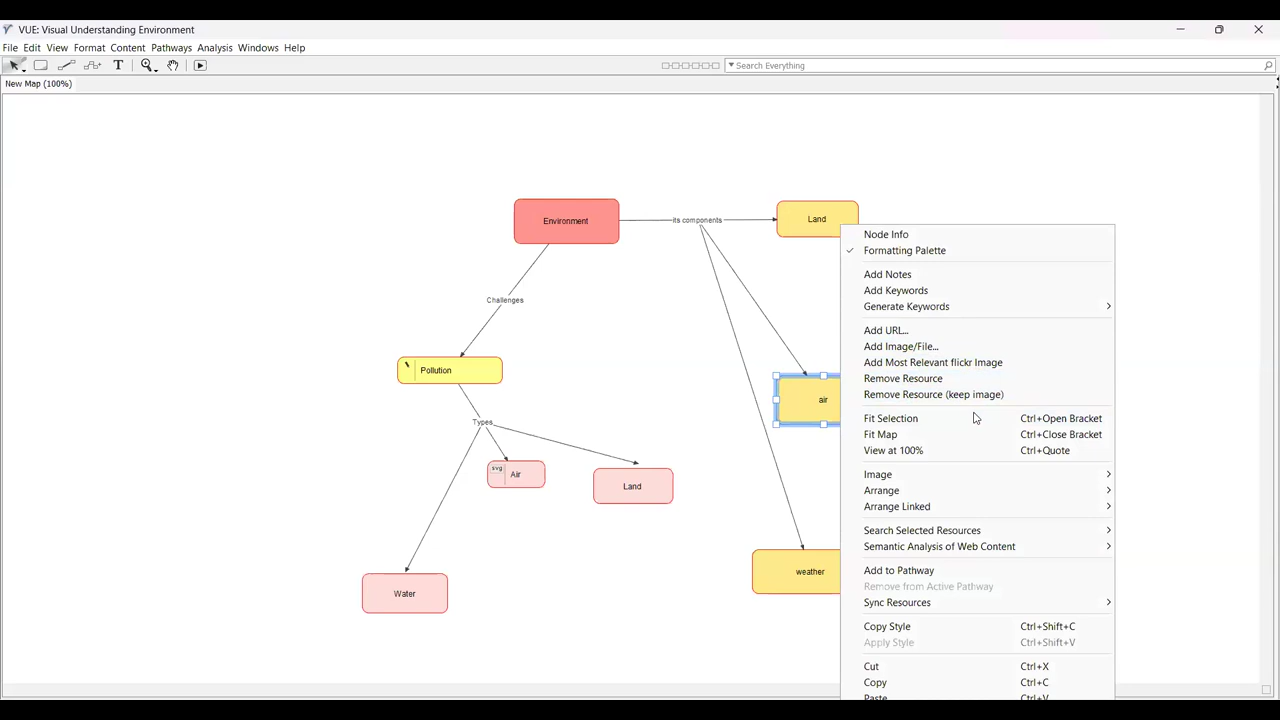 VUE: Visual Understanding Environment
File Edit View Format Content Pathways Analysis Windows Help
Search Everything
New Map (100%)
Environment
its components
Land
Challenges
Pollution
air
Types
svg Air
Land
weather
Water
Node Info
Formatting Palette
Add Notes
Add Keywords
Generate Keywords
Add URL...
Add Image/File...
Add Most Relevant flickr Image
Remove Resource
Remove Resource (keep image)
Fit Selection Ctrl+Open Bracket
Fit Map Ctrl+Close Bracket
View at 100% Ctrl+Quote
Image
Arrange
Arrange Linked
Search Selected Resources
Semantic Analysis of Web Content
Add to Pathway
Remove from Active Pathway
Sync Resources
Copy Style Ctrl+Shift+C
Apply Style Ctrl+Shift+V
Cut Ctrl+X
Copy Ctrl+C
Paste Ctrl+V